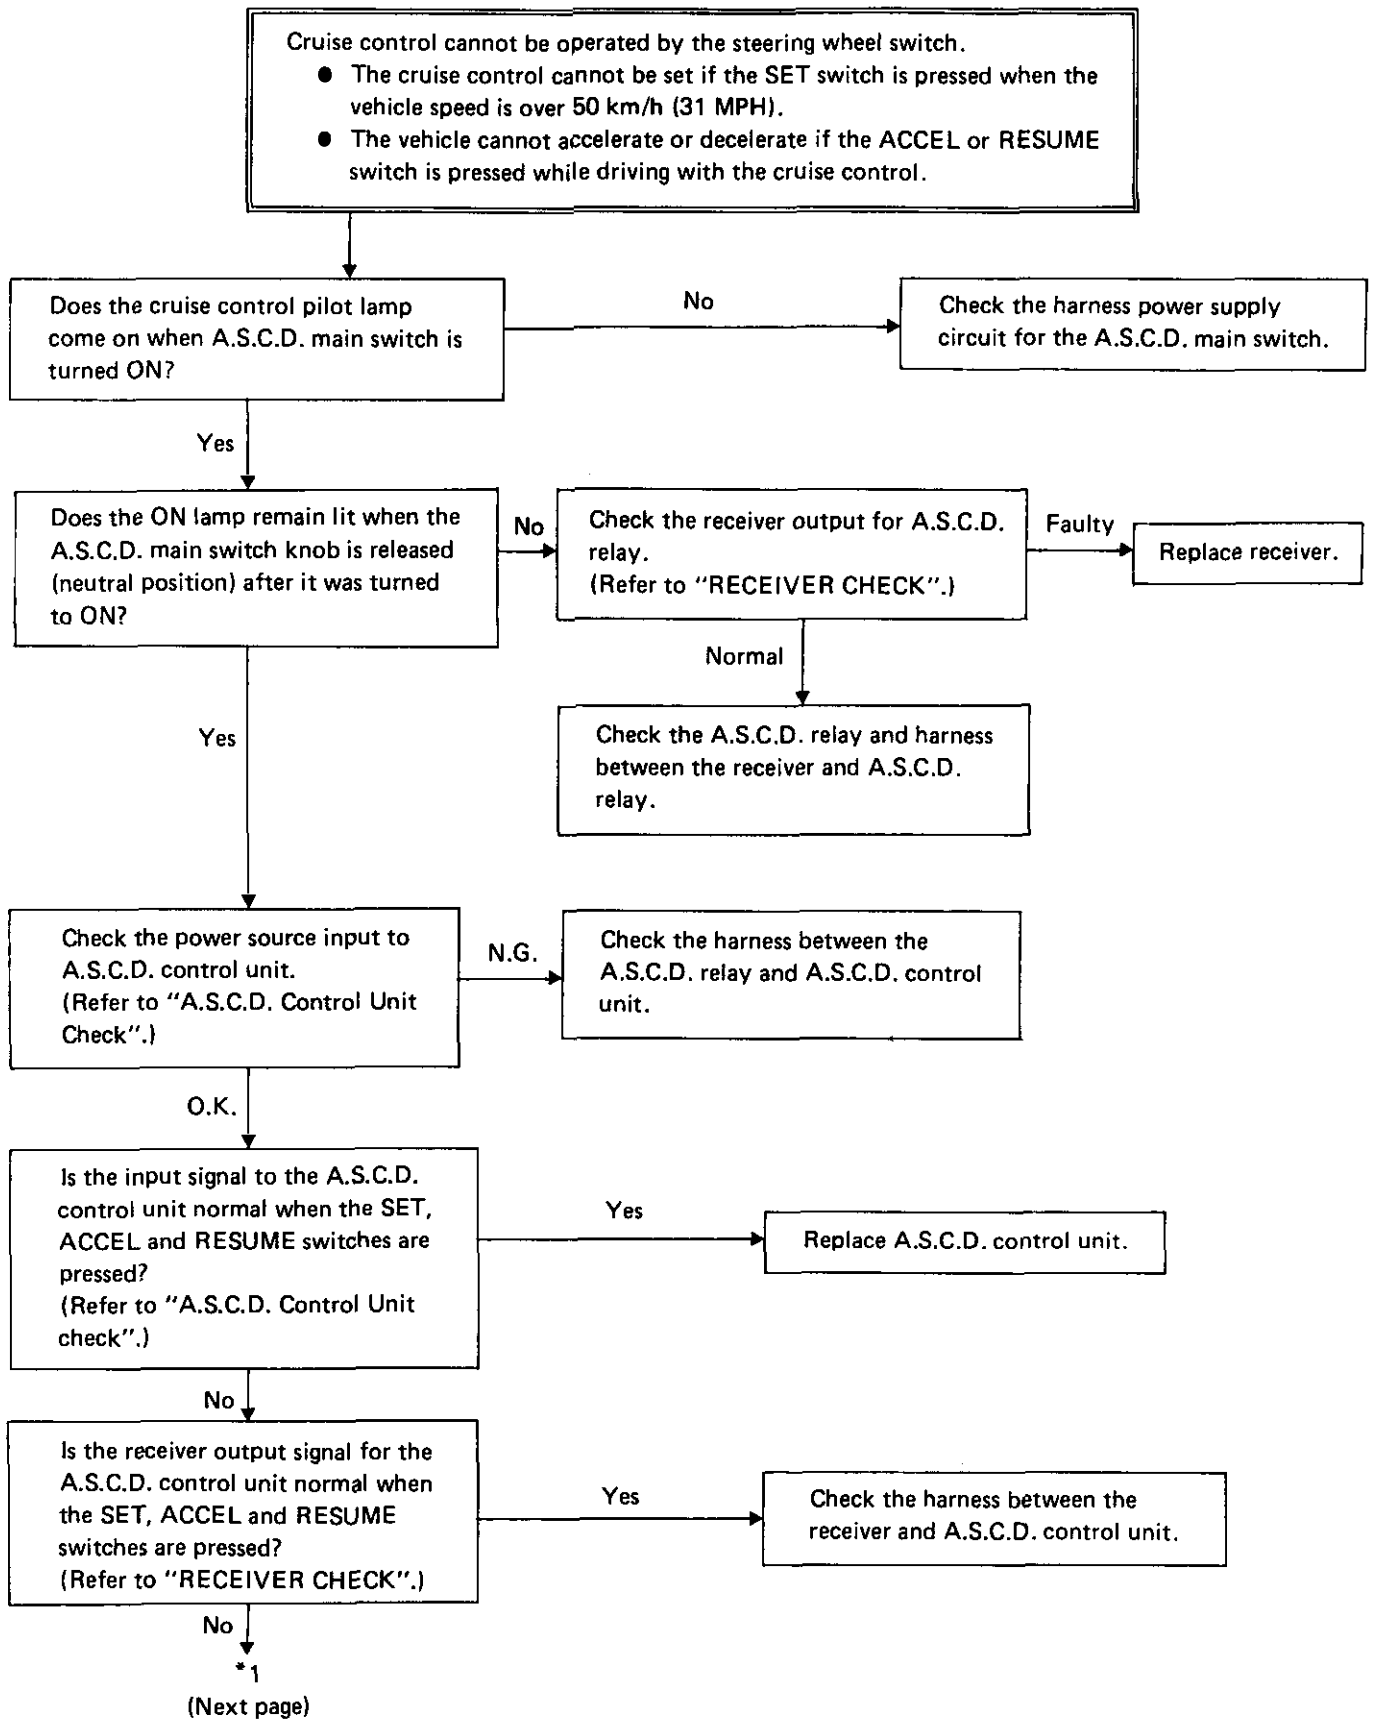 Cruise control cannot be operated by the steering wheel switch.
● The cruise control cannot be set if the SET switch is pressed when the
vehicle speed is over 50 km/h (31 MPH).
● The vehicle cannot accelerate or decelerate if the ACCEL or RESUME
switch is pressed while driving with the cruise control.
Does the cruise control pilot lamp
come on when A.S.C.D. main switch is
turned ON?
No
Check the harness power supply
circuit for the A.S.C.D. main switch.
Yes
Does the ON lamp remain lit when the
A.S.C.D. main switch knob is released
(neutral position) after it was turned
to ON?
No
Check the receiver output for A.S.C.D.
relay.
(Refer to "RECEIVER CHECK".)
Faulty
Replace receiver.
Normal
Check the A.S.C.D. relay and harness
between the receiver and A.S.C.D.
relay.
Yes
Check the power source input to
A.S.C.D. control unit.
(Refer to "A.S.C.D. Control Unit
Check".)
N.G.
Check the harness between the
A.S.C.D. relay and A.S.C.D. control
unit.
O.K.
Is the input signal to the A.S.C.D.
control unit normal when the SET,
ACCEL and RESUME switches are
pressed?
(Refer to "A.S.C.D. Control Unit
check".)
Yes
Replace A.S.C.D. control unit.
No
Is the receiver output signal for the
A.S.C.D. control unit normal when
the SET, ACCEL and RESUME
switches are pressed?
(Refer to "RECEIVER CHECK".)
Yes
Check the harness between the
receiver and A.S.C.D. control unit.
No
*1
(Next page)